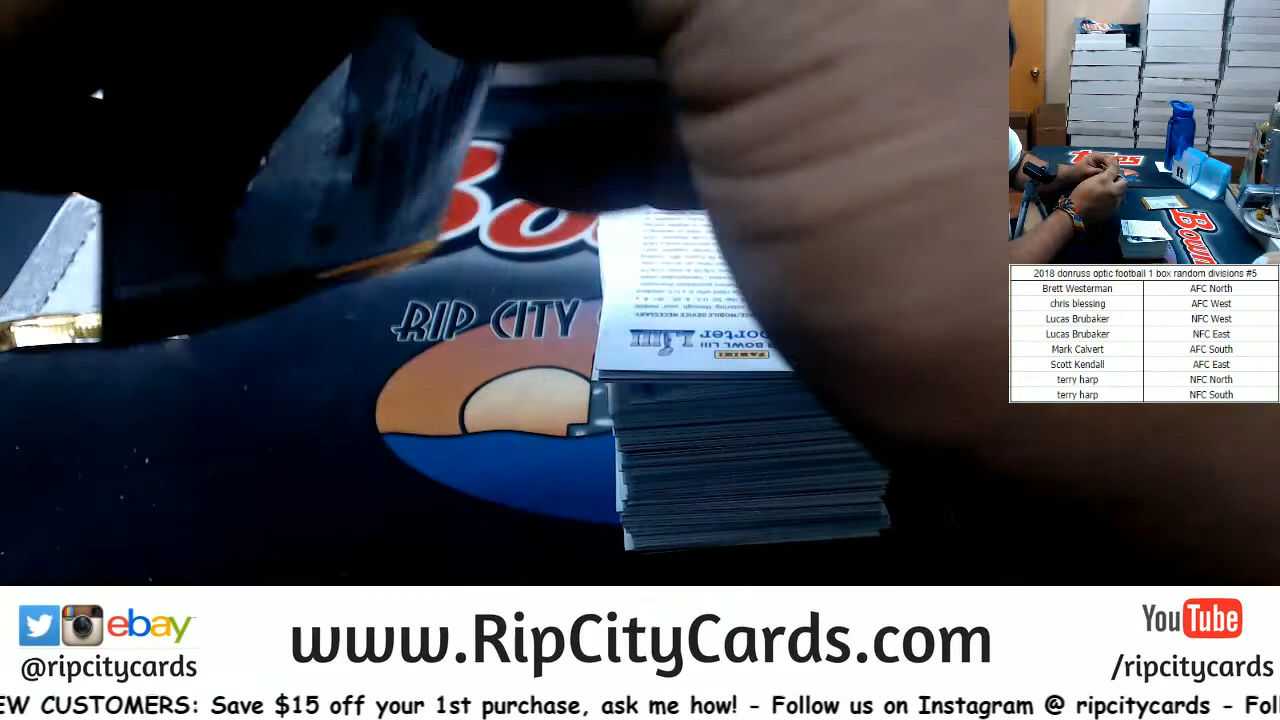 Bo
RIP CITY
PANINI
2018 donruss optic football 1 box random divisions #5
Brett Westerman AFC North
chris blessing AFC West
Lucas Brubaker NFC West
Lucas Brubaker NFC East
Mark Calvert AFC South
Scott Kendall AFC East
terry harp NFC North
terry harp NFC South
ebay
@ripcitycards
www.RipCityCards.com
YouTube
/ripcitycards
EW CUSTOMERS: Save $15 off your 1st purchase, ask me how! - Follow us on Instagram @ ripcitycards - Fol